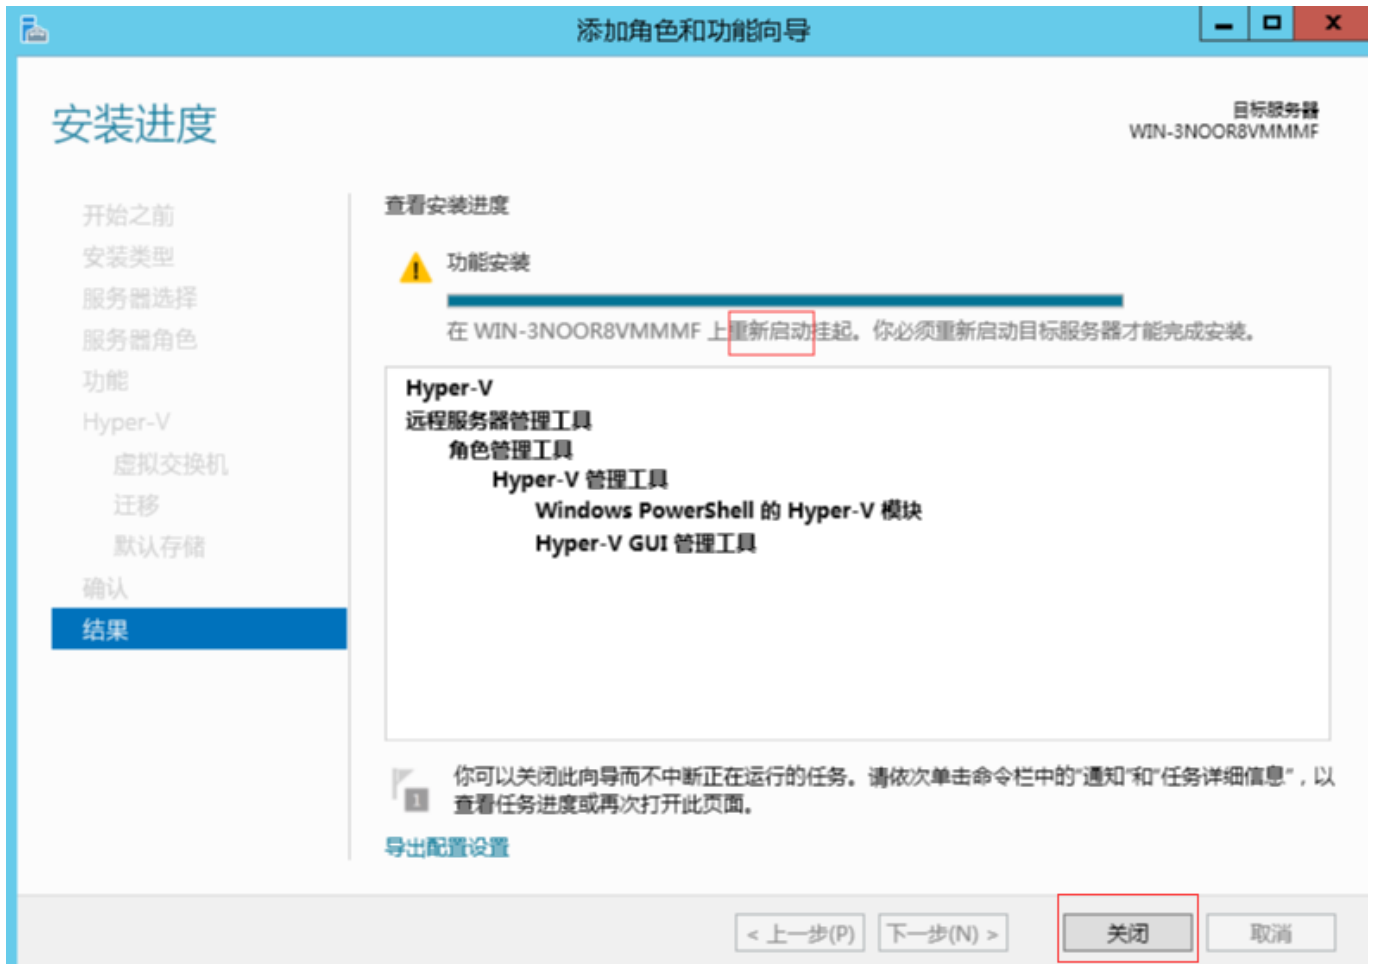 添加角色和功能向导
安装进度
目标服务器
WIN-3NOOR8VMMMF
开始之前
安装类型
服务器选择
服务器角色
功能
Hyper-V
虚拟交换机
迁移
默认存储
确认
结果
查看安装进度
功能安装
在 WIN-3NOOR8VMMMF 上重新启动挂起。你必须重新启动目标服务器才能完成安装。
Hyper-V
远程服务器管理工具
角色管理工具
Hyper-V 管理工具
Windows PowerShell 的 Hyper-V 模块
Hyper-V GUI 管理工具
1
你可以关闭此向导而不中断正在运行的任务。请依次单击命令栏中的"通知"和"任务详细信息"，以
查看任务进度或再次打开此页面。
导出配置设置
< 上一步(P)
下一步(N) >
关闭
取消